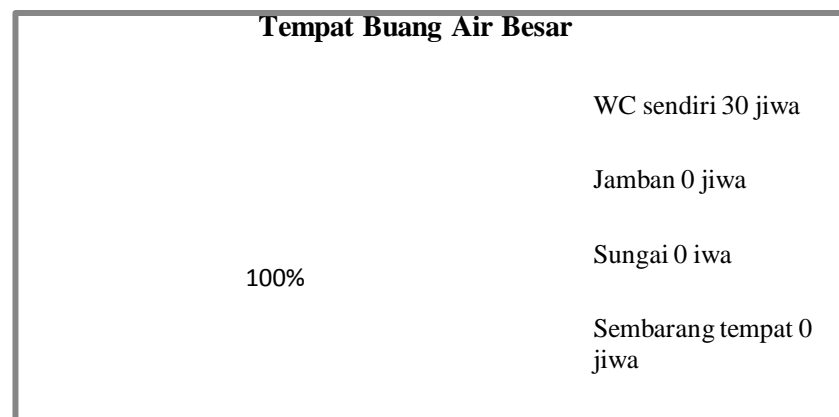 Tempat Buang Air Besar
WC sendiri 30 jiwa
Jamban 0 jiwa
Sungai 0 iwa
100%
Sembarang tempat 0
jiwa